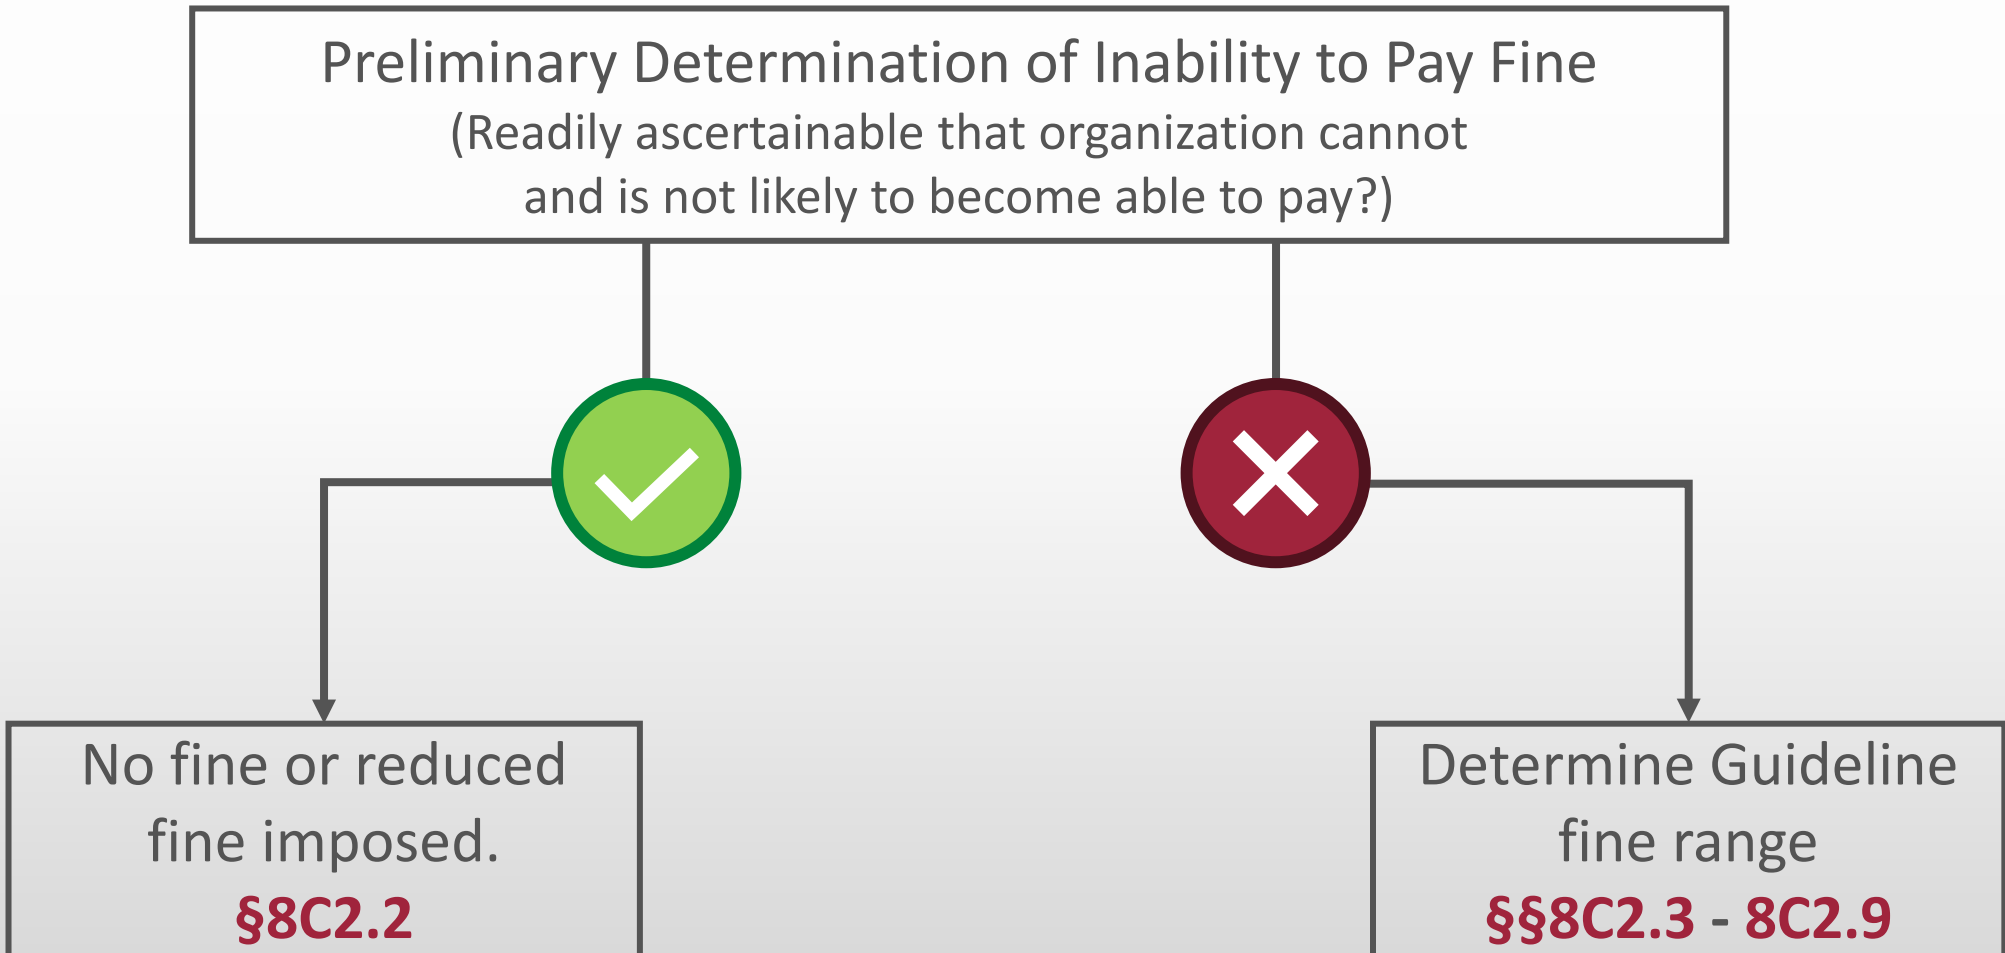 Preliminary Determination of Inability to Pay Fine
(Readily ascertainable that organization cannot
and is not likely to become able to pay?)
No fine or reduced
fine imposed.
§8C2.2
Determine Guideline
fine range
§§8C2.3 - 8C2.9